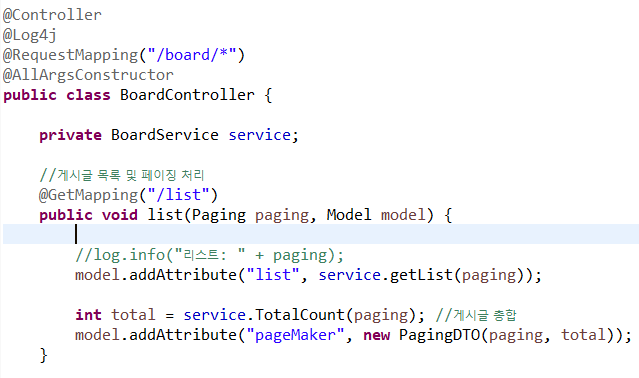 @Controller
@Log4j
@RequestMapping("/board/*")
@AllArgsConstructor
public class BoardController {
private BoardService service;
//게시글 목록 및 페이징 처리
@GetMapping("/list")
public void list(Paging paging, Model model) {
//log.info("리스트: " + paging);
model.addAttribute("list", service.getList(paging));
int total = service.TotalCount(paging); //게시글 총합
model.addAttribute("pageMaker", new PagingDTO(paging, total));
}